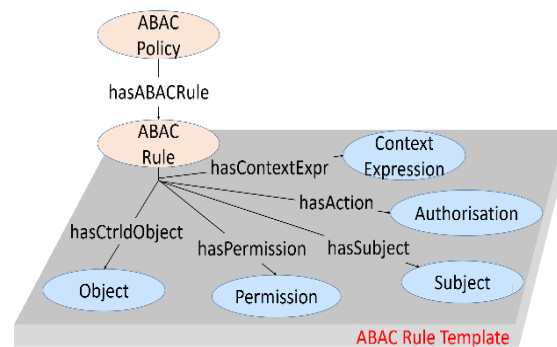 ABAC
Policy
hasABACRule
ABAC
Rule
Context
Expression
hasContextExpr
hasAction
Authorisation
hasCtrldObject
hasPermission
hasSubject
Object
Permission
Subject
ABAC Rule Template